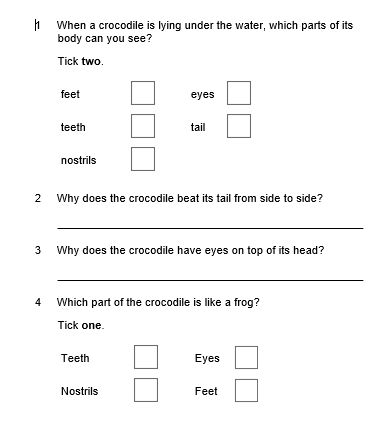 1 When a crocodile is lying under the water, which parts of its
body can you see?
Tick two.
feet eyes
teeth tail
nostrils
2 Why does the crocodile beat its tail from side to side?
3 Why does the crocodile have eyes on top of its head?
4 Which part of the crocodile is like a frog?
Tick one.
Teeth Eyes
Nostrils Feet